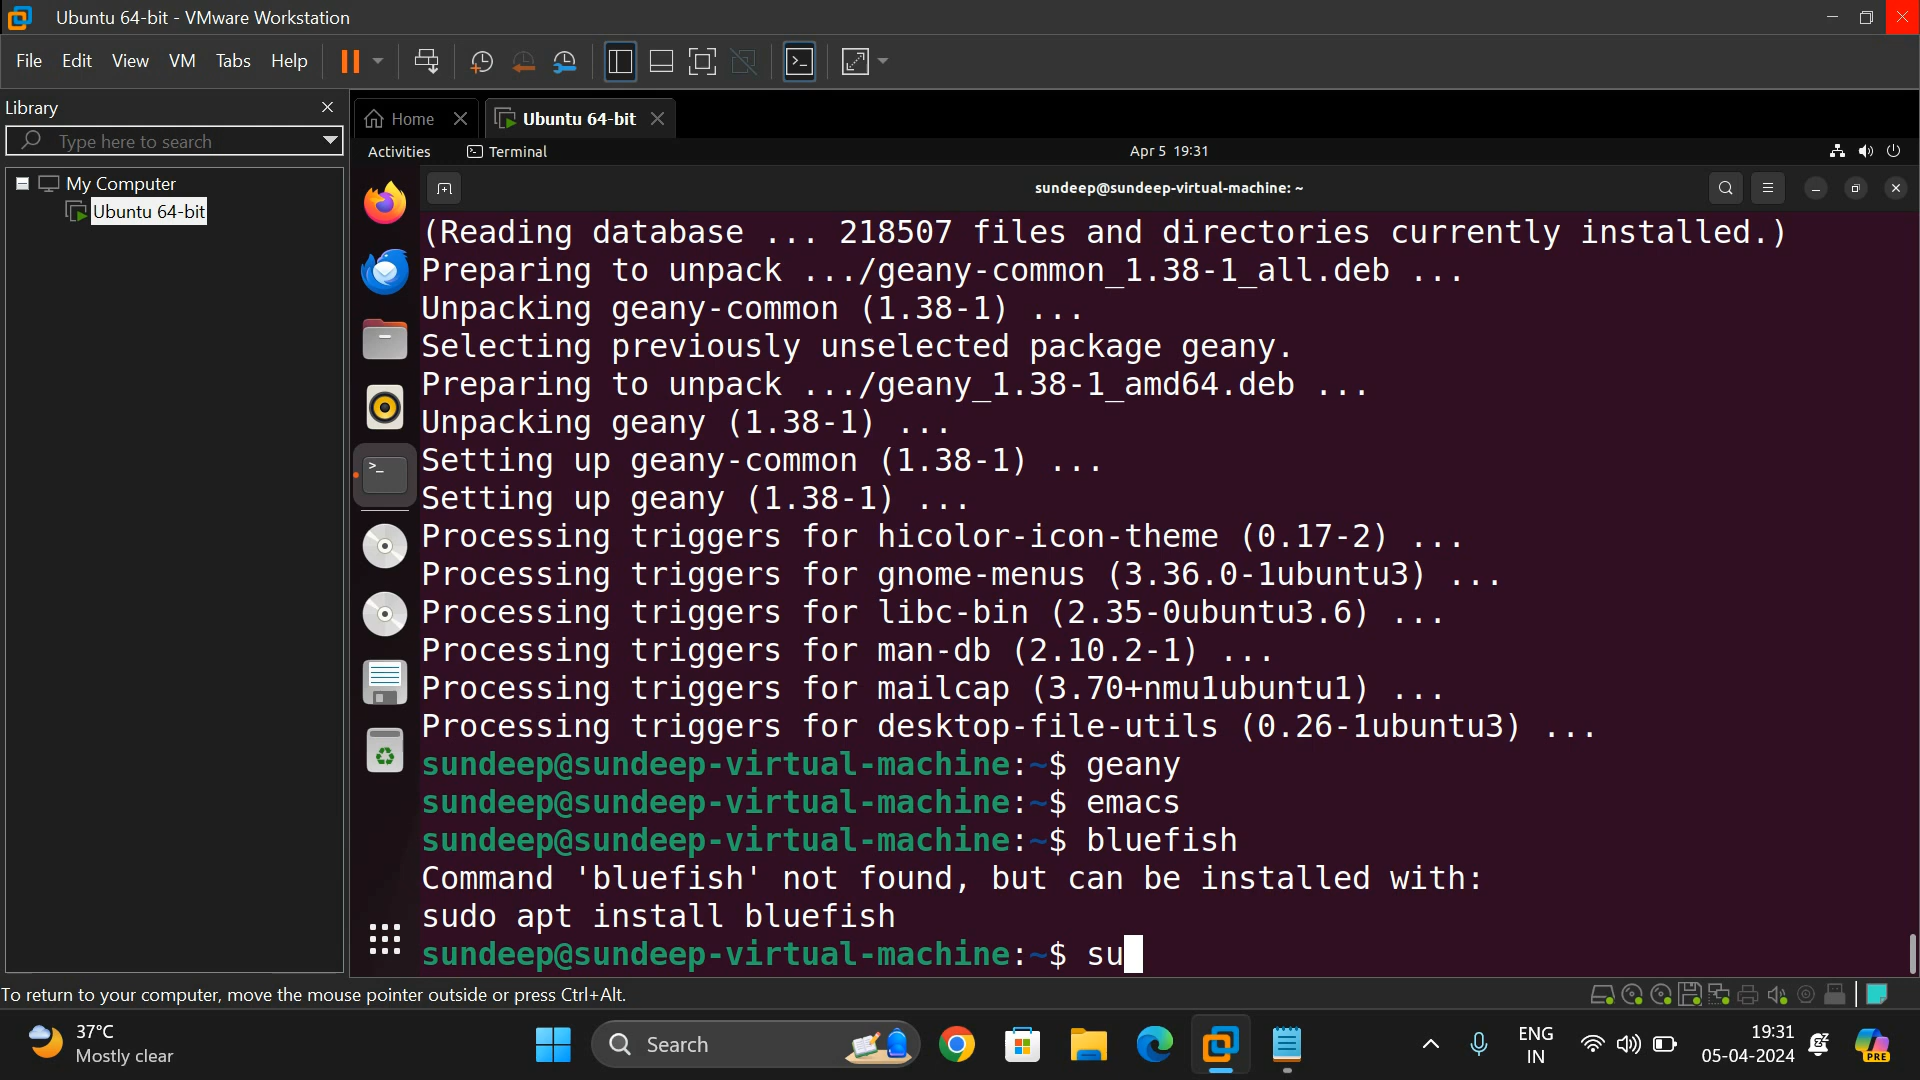 Ubuntu 64-bit - VMware Workstation
File Edit View VM Tabs Help
Library
Type here to search
My Computer
Ubuntu 64-bit
Home
Ubuntu 64-bit
Activities
Terminal
Apr 5 19:31
sundeep@sundeep-virtual-machine: ~
(Reading database ... 218507 files and directories currently installed.)
Preparing to unpack .../geany-common_1.38-1_all.deb ...
Unpacking geany-common (1.38-1) ...
Selecting previously unselected package geany.
Preparing to unpack .../geany_1.38-1_amd64.deb ...
Unpacking geany (1.38-1) ...
Setting up geany-common (1.38-1) ...
Setting up geany (1.38-1) ...
Processing triggers for hicolor-icon-theme (0.17-2) ...
Processing triggers for gnome-menus (3.36.0-1ubuntu3) ...
Processing triggers for libc-bin (2.35-0ubuntu3.6) ...
Processing triggers for man-db (2.10.2-1) ...
Processing triggers for mailcap (3.70+nmu1ubuntu1) ...
Processing triggers for desktop-file-utils (0.26-1ubuntu3) ...
sundeep@sundeep-virtual-machine:~$ geany
sundeep@sundeep-virtual-machine:~$ emacs
sundeep@sundeep-virtual-machine:~$ bluefish
Command 'bluefish' not found, but can be installed with:
sudo apt install bluefish
sundeep@sundeep-virtual-machine:~$ su
To return to your computer, move the mouse pointer outside or press Ctrl+Alt.
37°C
Mostly clear
Search
ENG
IN
19:31
05-04-2024
PRE